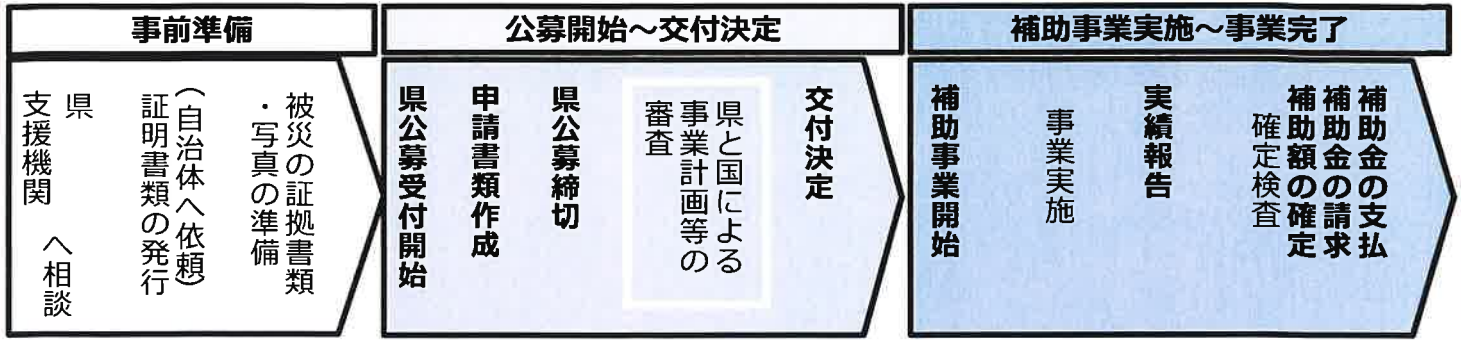 事前準備
県
支援機関
へ相談
(自治体へ依頼)
証明書類の発行
被災の証拠書類
・写真の準備
公募開始~交付決定
県公募受付開始
申請書類作成
県公募締切
県と国による
事業計画等の
審査
交付決定
補助事業実施~事業完了
補助事業開始
事業実施
実績報告
確定検査
補助額の確定
補助金の請求
補助金の支払